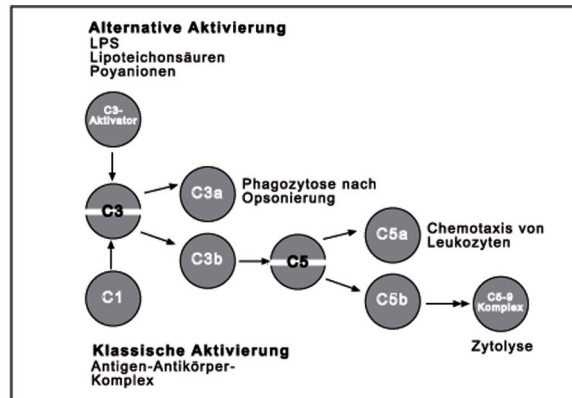 Alternative Aktivierung
LPS
Lipoteichonsäuren
Poyanionen
C3-
Aktivator
C3
C3a
Phagozytose nach
Opsonierung
C3b
C5
C5a
Chemotaxis von
Leukozyten
C1
C5b
C5-9
Komplex
Zytolyse
Klassische Aktivierung
Antigen-Antikörper-
Komplex